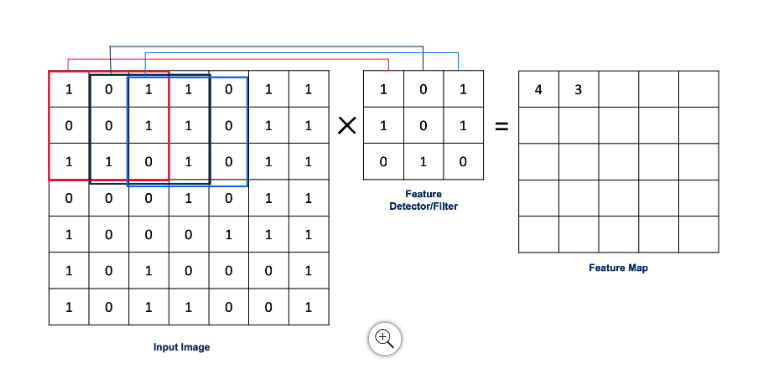 1 0 1 1 0 1 1 1 0 1 4 3
0 0 1 1 0 1 1 × 1 0 1 =
1 1 0 1 0 1 1 0 1 0
0 0 0 1 0 1 1 Feature
Detector/Filter
1 0 0 0 1 1 1
1 0 1 0 0 0 1 Feature Map
1 0 1 1 0 0 1
Input Image